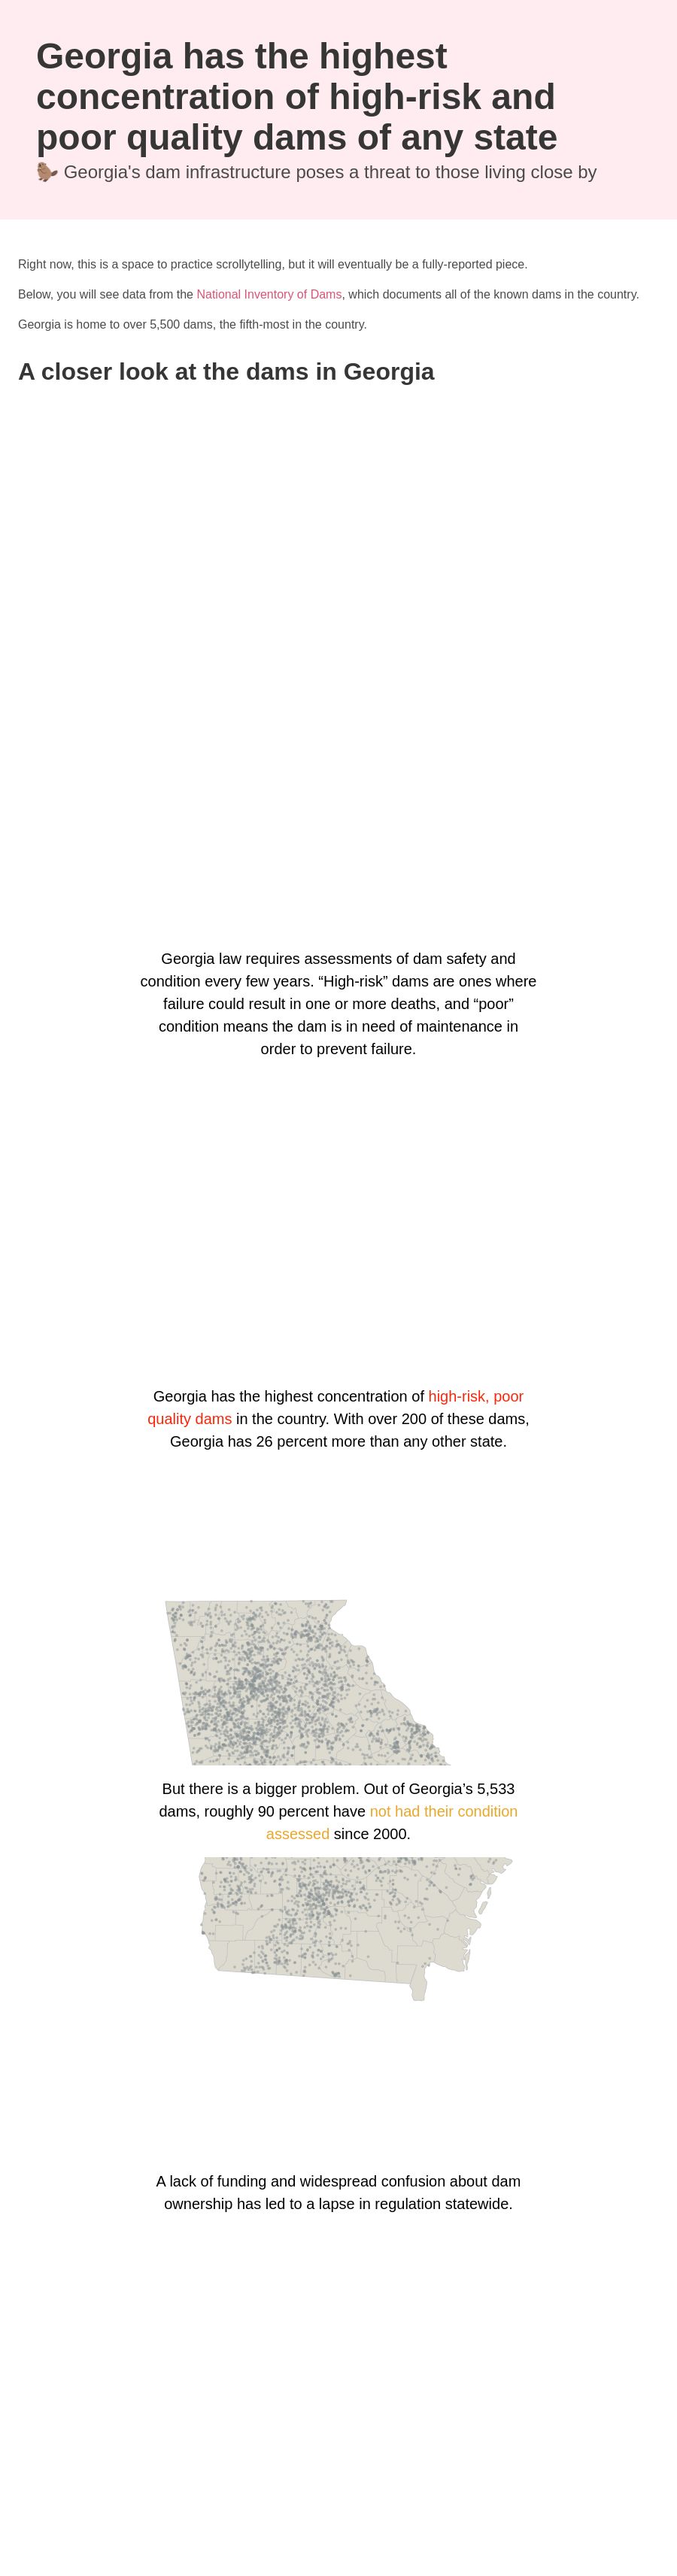 Georgia has the highest
concentration of high-risk and
poor quality dams of any state
🦫 Georgia's dam infrastructure poses a threat to those living close by
Right now, this is a space to practice scrollytelling, but it will eventually be a fully-reported piece.
Below, you will see data from the National Inventory of Dams, which documents all of the known dams in the country.
Georgia is home to over 5,500 dams, the fifth-most in the country.
A closer look at the dams in Georgia
Georgia law requires assessments of dam safety and
condition every few years. “High-risk” dams are ones where
failure could result in one or more deaths, and “poor”
condition means the dam is in need of maintenance in
order to prevent failure.
Georgia has the highest concentration of high-risk, poor
quality dams in the country. With over 200 of these dams,
Georgia has 26 percent more than any other state.
But there is a bigger problem. Out of Georgia’s 5,533
dams, roughly 90 percent have not had their condition
assessed since 2000.
A lack of funding and widespread confusion about dam
ownership has led to a lapse in regulation statewide.